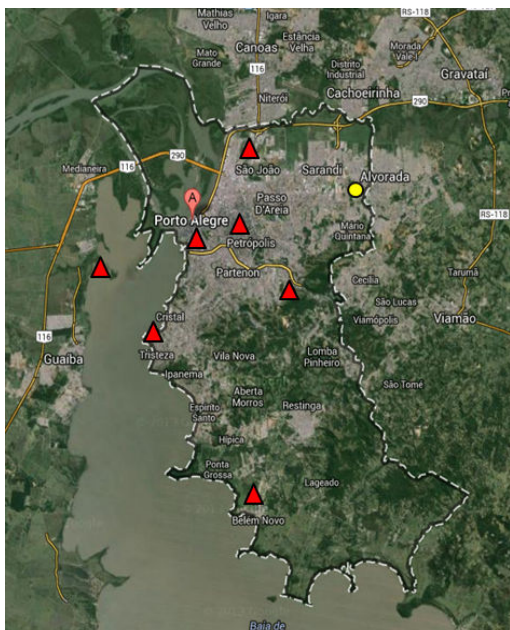 Mathias
Velho
Igara
RS-118
Canoas
Estância
Velha
Morada
Vale-I
Mato
Grande
116
Distrito
Industrial
Gravataí
Cachoeirinha
Niterói
290
São João
Sarandi
Medianeira
116
290
Alvorada
A
Passo
D'Areia
Porto Alegre
RS-118
Mário
Quintana
Petrópolis
Partenon
Cecília
Tarumã
São Lucas
Cristal
Viamópolis
Viamão
116
Guaíba
Tristeza
Vila Nova
Lomba
Pinheiro
Ipanema
São Tomé
Aberta
Morros
Espírito
Santo
Restinga
Hípica
Ponta
Grossa
Lageado
Belém Novo
Baía de